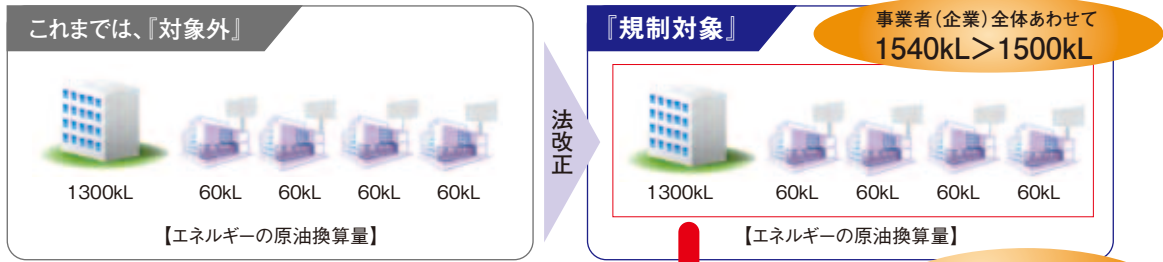 これまでは、『対象外』
1300kL 60kL 60kL 60kL 60kL
【エネルギーの原油換算量】
法改正
『規制対象』
事業者(企業)全体あわせて
1540kL>1500kL
1300kL 60kL 60kL 60kL 60kL
【エネルギーの原油換算量】